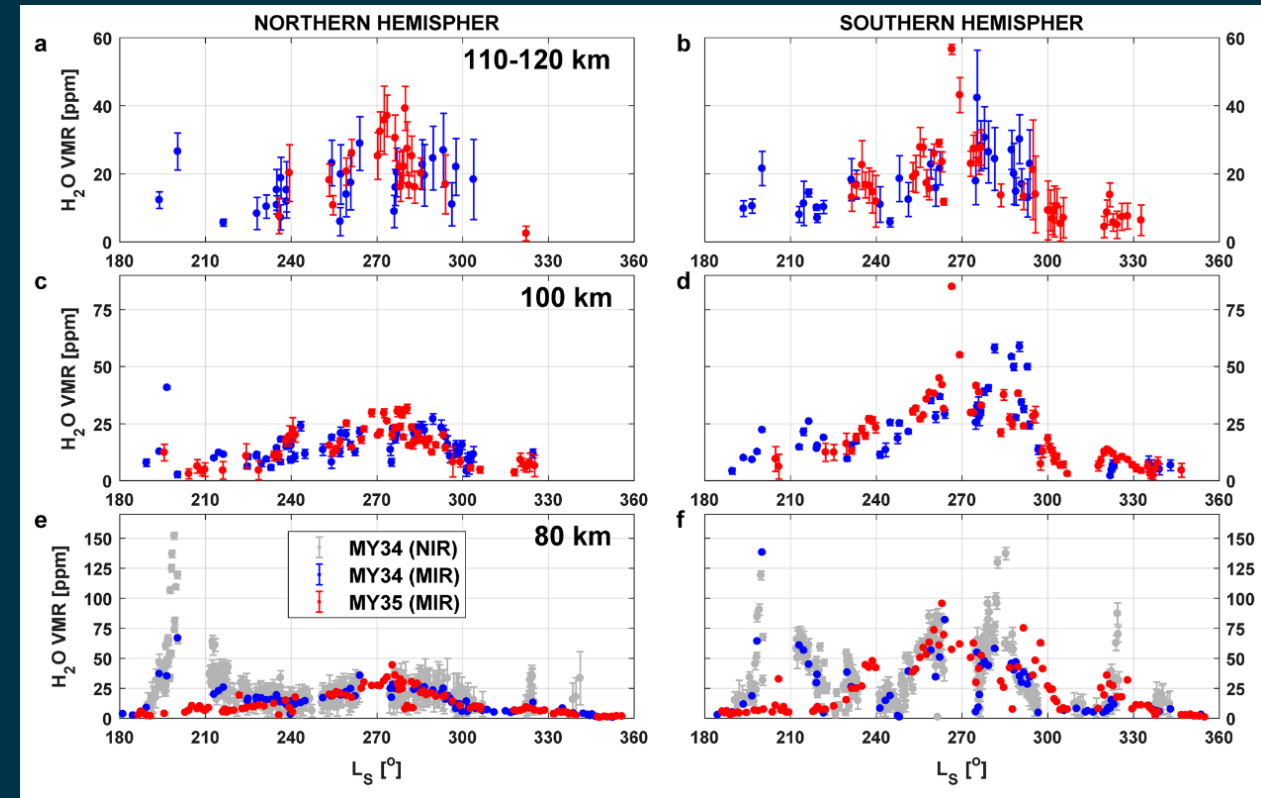 NORTHERN HEMISPHER
SOUTHERN HEMISPHER
a
110-120 km
b
60
40
20
0
H2O VMR [ppm]
180 210 240 270 300 330 360
60
40
20
0
180 210 240 270 300 330 360
c
100 km
d
75
50
25
0
H2O VMR [ppm]
180 210 240 270 300 330 360
75
50
25
0
180 210 240 270 300 330 360
e
80 km
f
150
125
100
75
50
25
0
H2O VMR [ppm]
MY34 (NIR)
MY34 (MIR)
MY35 (MIR)
180 210 240 270 300 330 360
LS [o]
150
125
100
75
50
25
0
180 210 240 270 300 330 360
LS [o]